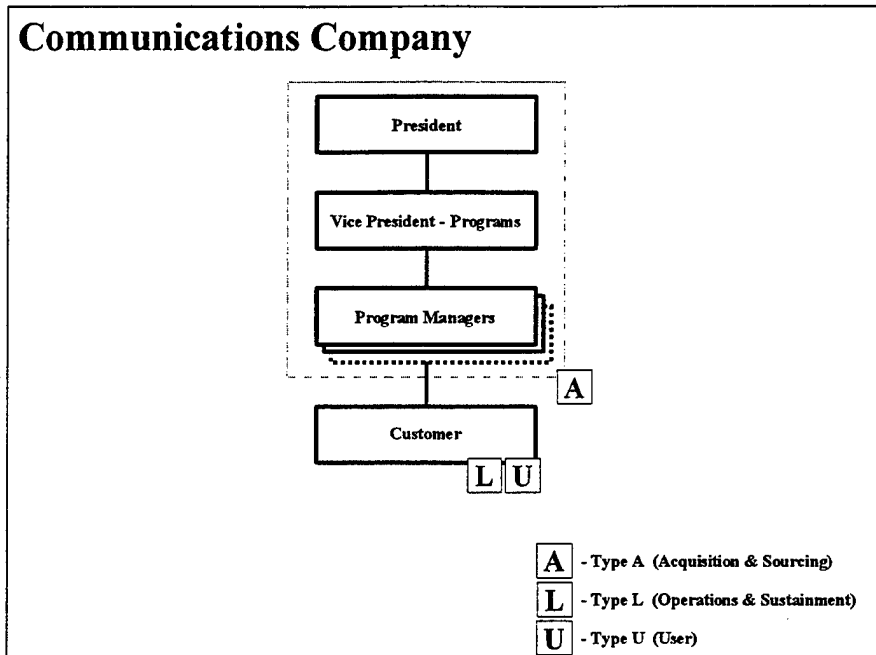 Communications Company
President
Vice President - Programs
Program Managers
A
Customer
L U
A - Type A (Acquisition & Sourcing)
L - Type L (Operations & Sustainment)
U - Type U (User)